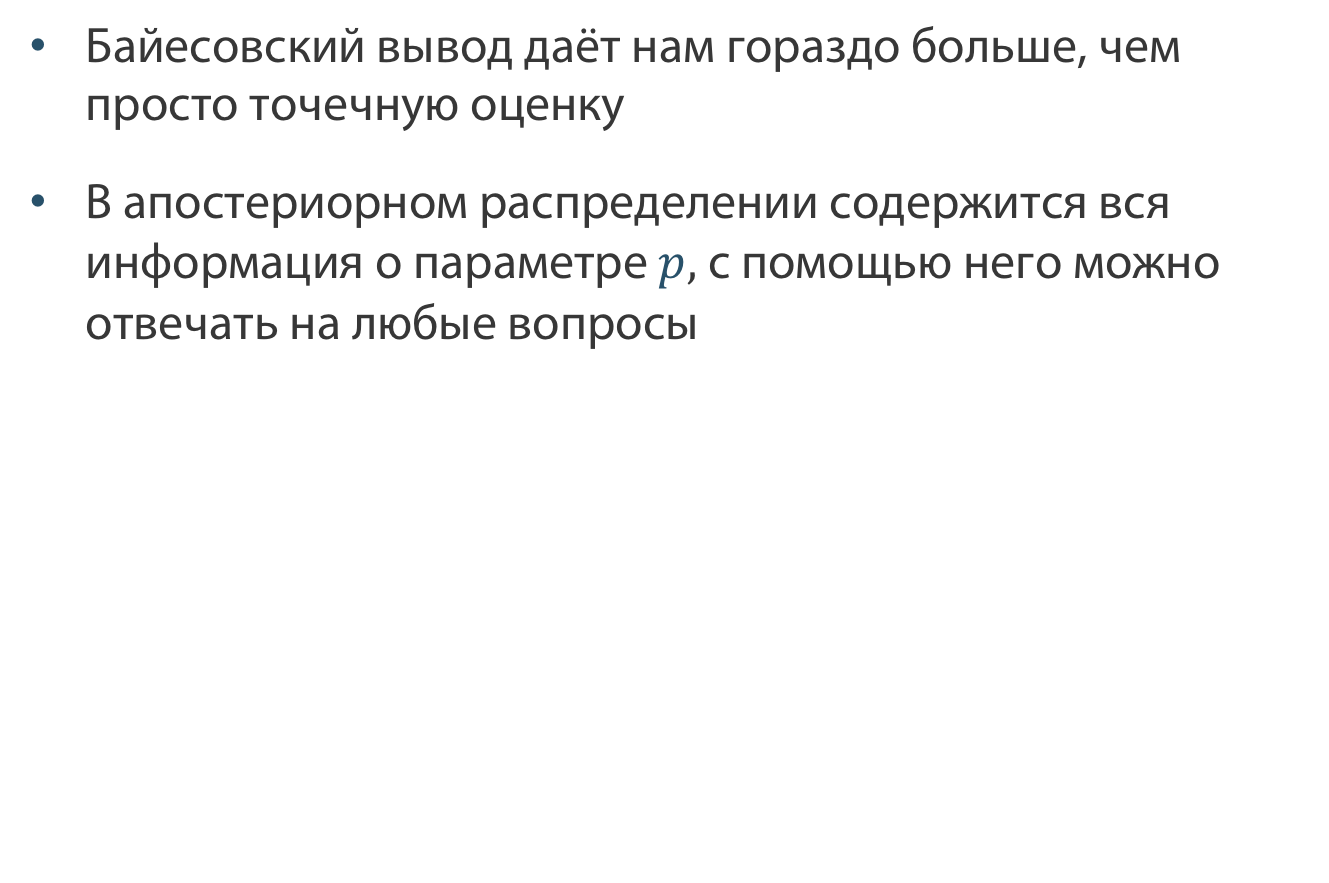 • Байесовский вывод даёт нам гораздо больше, чем
просто точечную оценку
• В апостериорном распределении содержится вся
информация о параметре p, с помощью него можно
отвечать на любые вопросы